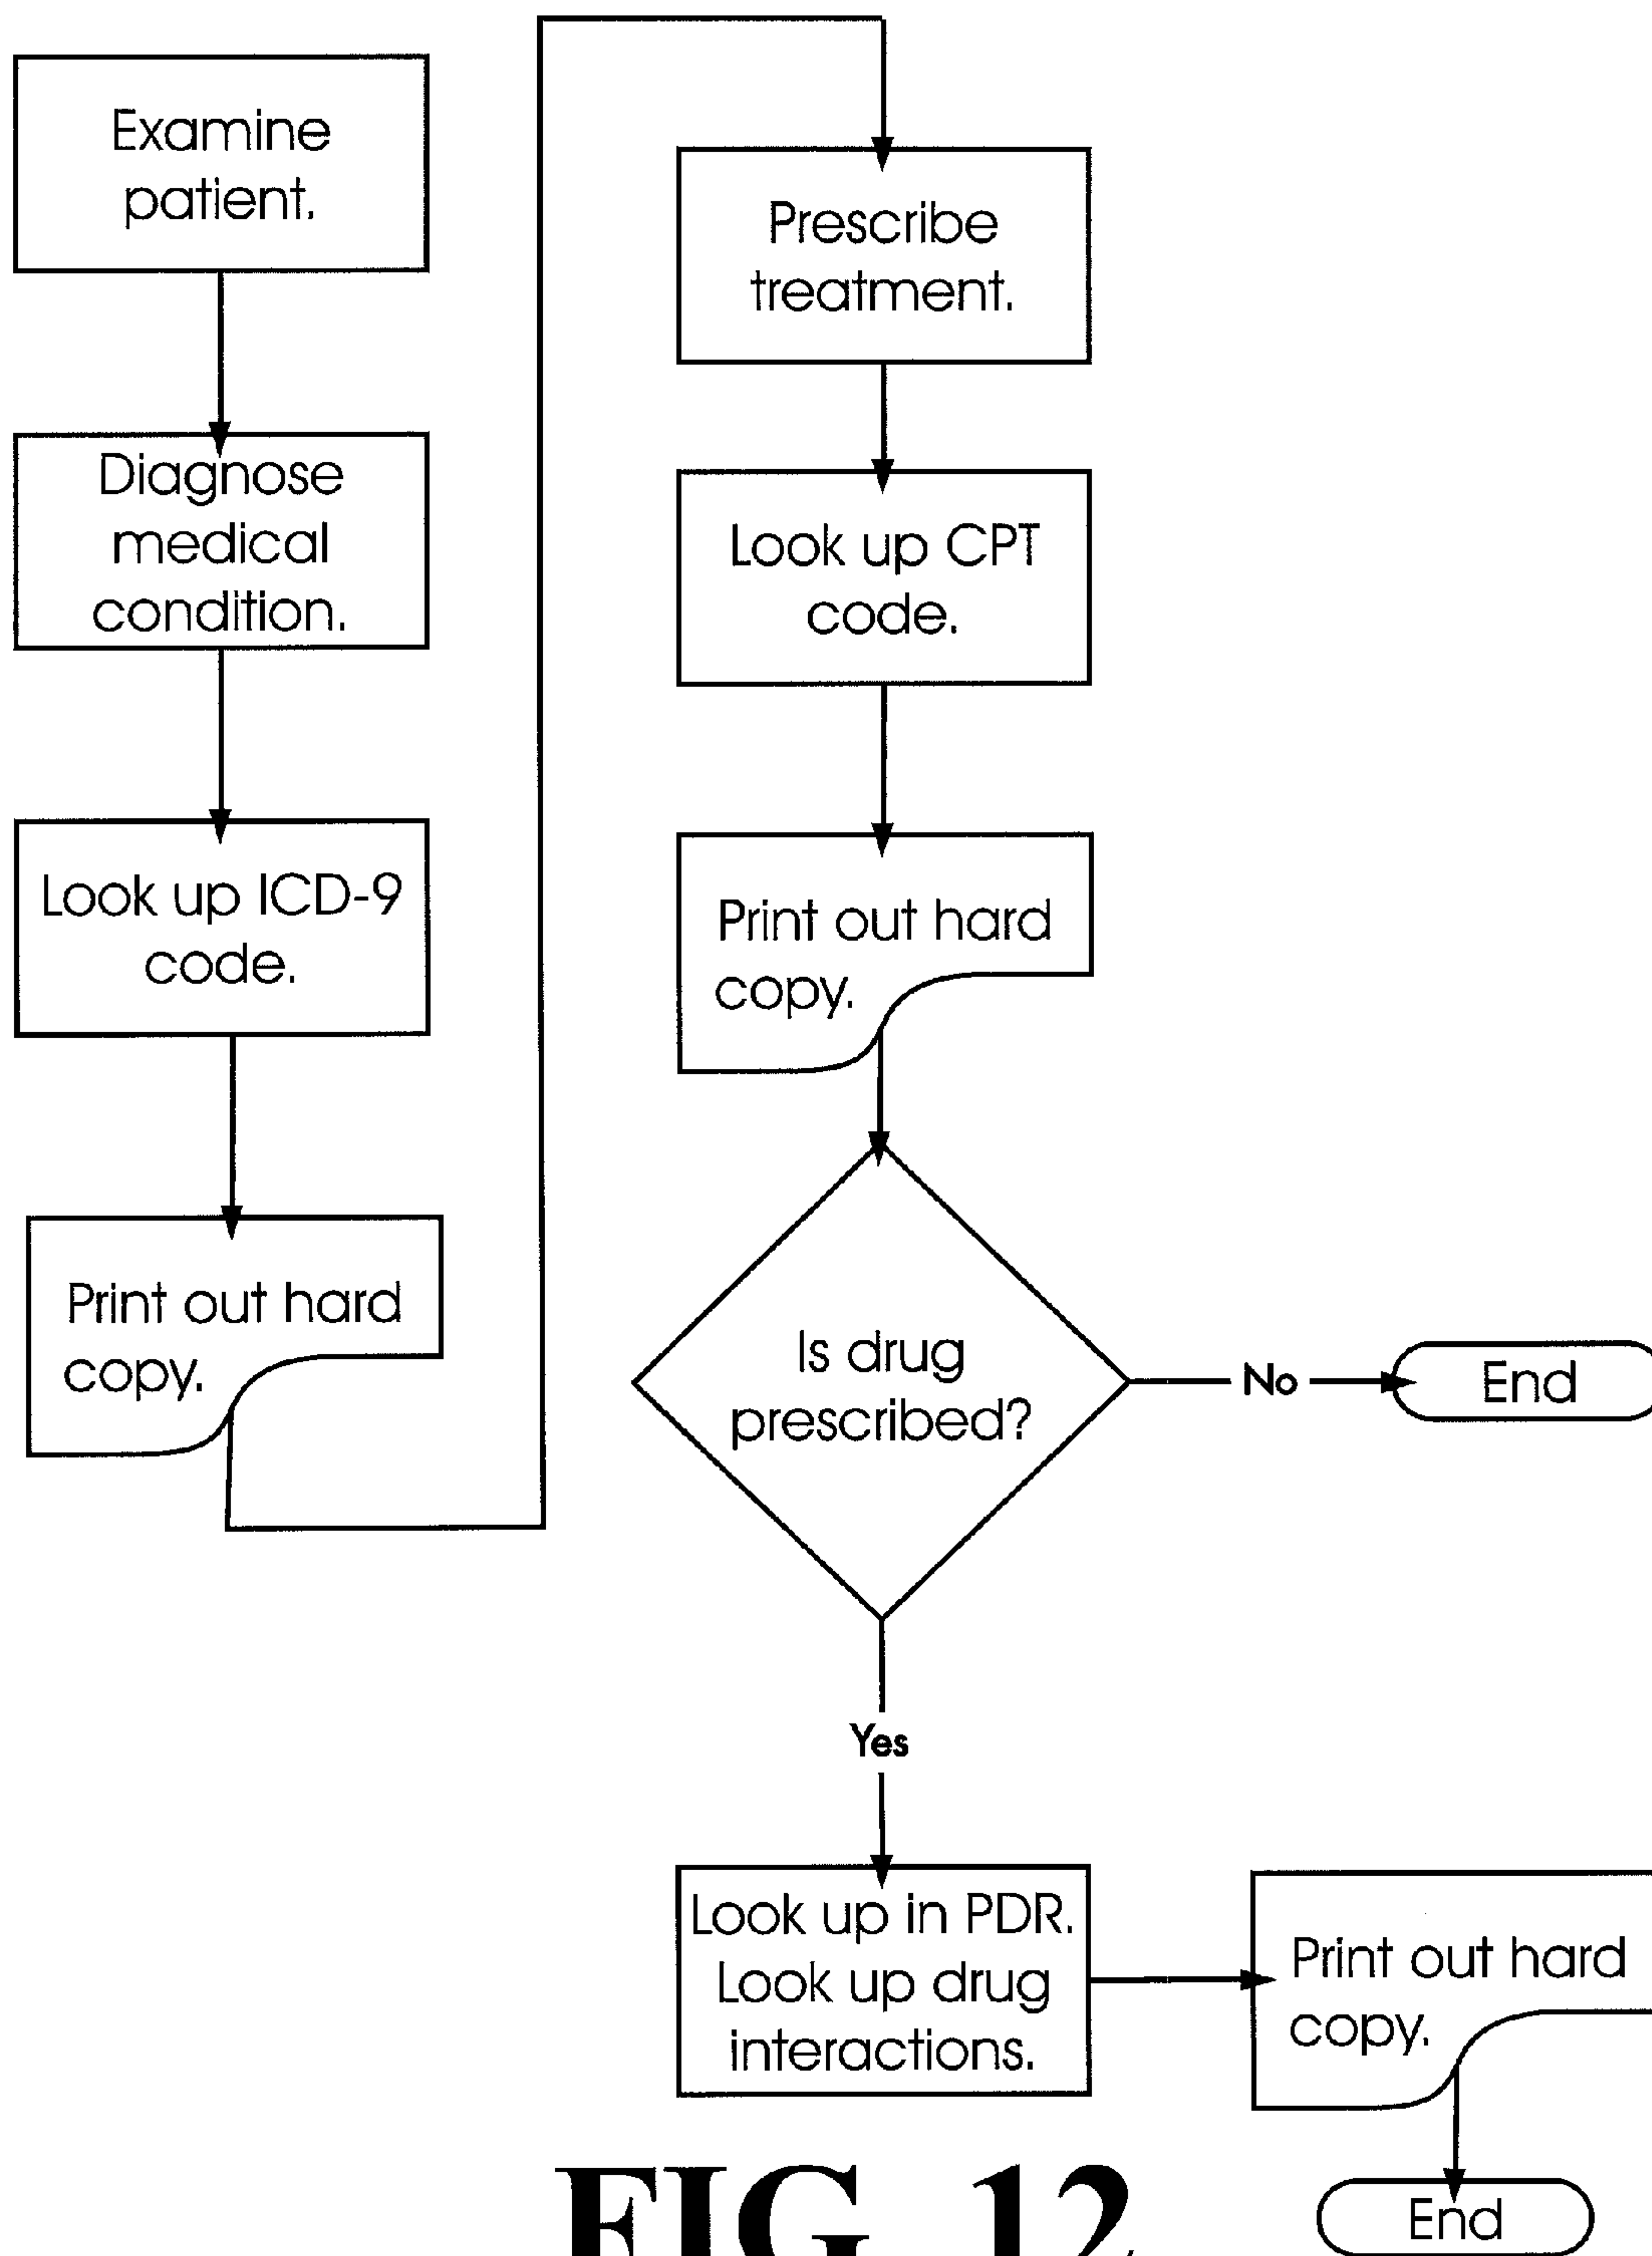 Examine
patient.
Diagnose
medical
condition.
Look up ICD-9
code.
Print out hard
copy.
Prescribe
treatment.
Look up CPT
code.
Print out hard
copy.
Is drug
prescribed?
No
End
Yes
Look up in PDR.
Look up drug
interactions.
Print out hard
copy.
End
FIG. 12